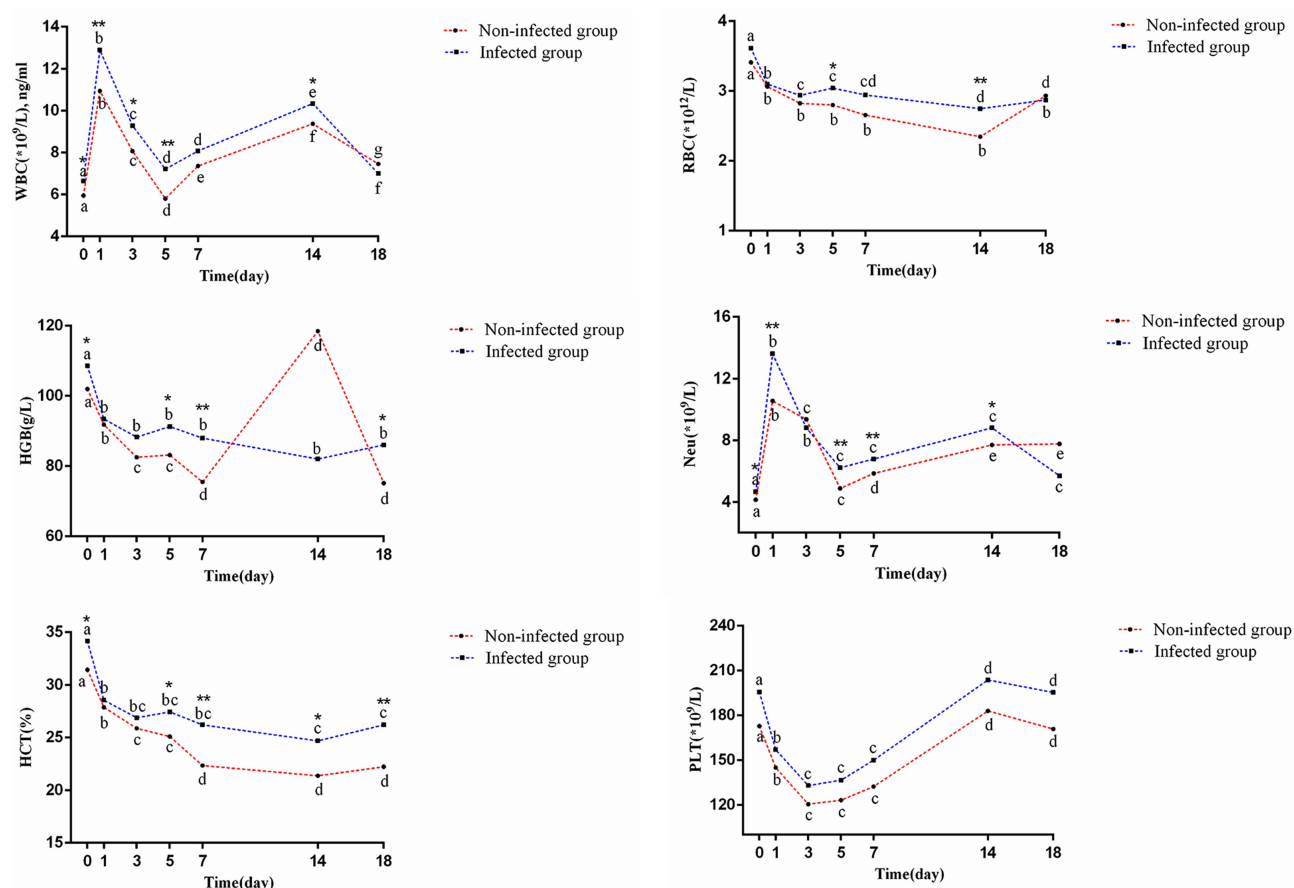 14
12
10
8
6
4
WBC(*10⁹/L), ng/ml
0 1 3 5 7 14 18
Time(day)
* a ** b * c ** d d * e g
a b c d e f f
Non-infected group
Infected group
4
3
2
1
RBC(*10¹²/L)
0 1 3 5 7 14 18
Time(day)
a b c * c cd ** d d
a b b b b b b
Non-infected group
Infected group
120
100
80
60
HGB(g/L)
0 1 3 5 7 14 18
Time(day)
* a b b * b ** b b * b
a b c c d d d
Non-infected group
Infected group
16
12
8
4
Neu(*10⁹/L)
0 1 3 5 7 14 18
Time(day)
* a ** b c ** c ** c * c e
a b b c d e c
Non-infected group
Infected group
35
30
25
20
15
HCT(%)
0 1 3 5 7 14 18
Time(day)
* a b bc * bc ** bc * c ** c
a b c c d d d
Non-infected group
Infected group
240
210
180
150
120
PLT(*10⁹/L)
0 1 3 5 7 14 18
Time(day)
a b c c c d d
a b c c c d d
Non-infected group
Infected group